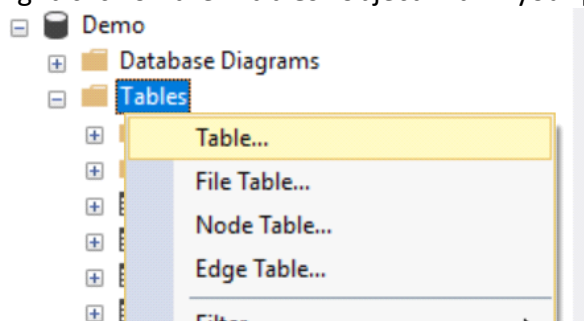 Demo
Database Diagrams
Tables
Table...
File Table...
Node Table...
Edge Table...